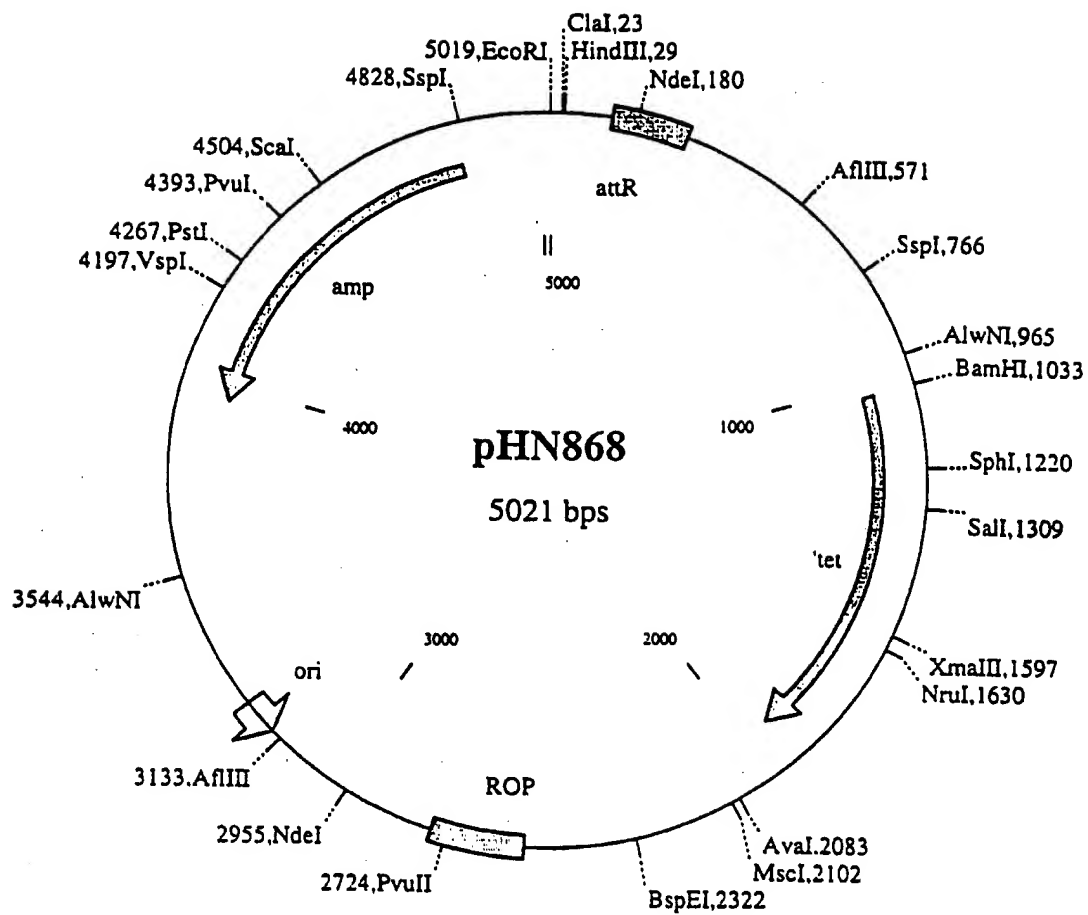 ClaI,23
5019,EcoRI
HindIII,29
4828,SspI
NdeI,180
4504,ScaI
AflIII,571
4393,PvuI
attR
4267,PstI
SspI,766
4197,VspI
amp
5000
AlwNI,965
BamHI,1033
4000
1000
pHN868
SphI,1220
5021 bps
SalI,1309
'tet
3544,AlwNI
3000
2000
ori
XmaIII,1597
NruI,1630
3133,AflIII
ROP
2955,NdeI
AvaI.2083
2724,PvuII
MscI,2102
BspEI,2322